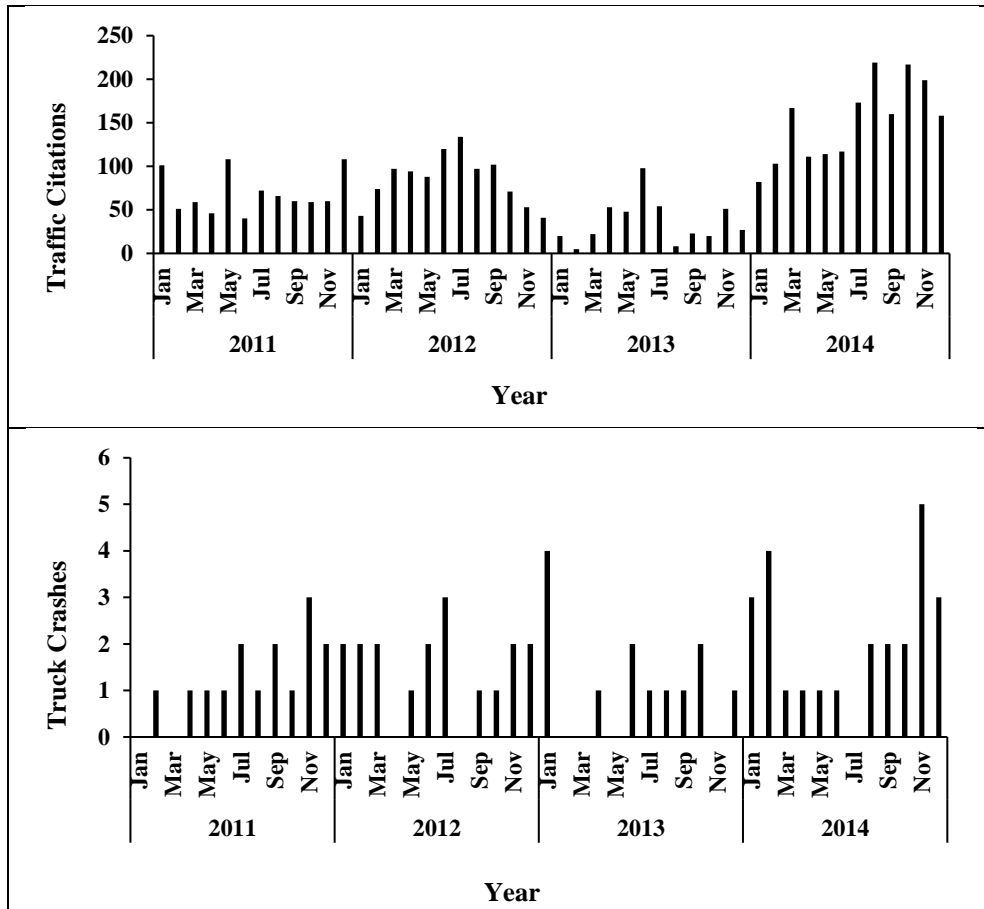 Traffic Citations
250
200
150
100
50
0
Jan Mar May Jul Sep Nov Jan Mar May Jul Sep Nov Jan Mar May Jul Sep Nov Jan Mar May Jul Sep Nov
2011 2012 2013 2014
Year
Truck Crashes
6
5
4
3
2
1
0
Jan Mar May Jul Sep Nov Jan Mar May Jul Sep Nov Jan Mar May Jul Sep Nov Jan Mar May Jul Sep Nov
2011 2012 2013 2014
Year